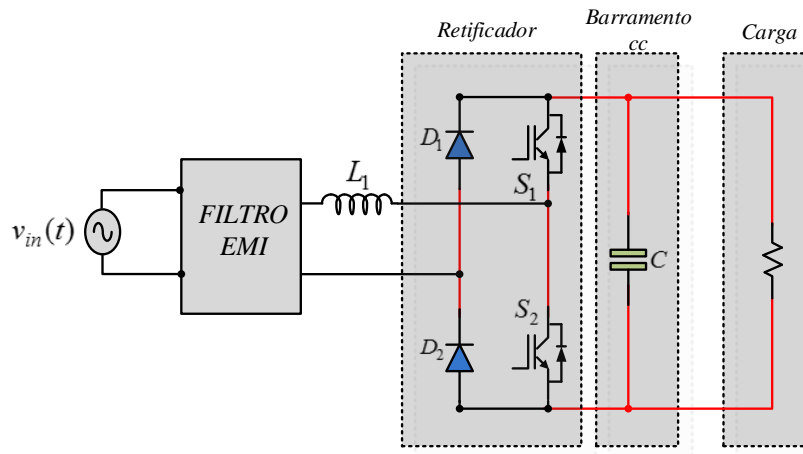 Retificador
Barramento
cc
Carga
D1
S1
L1
FILTRO
EMI
vin(t)
C
S2
D2